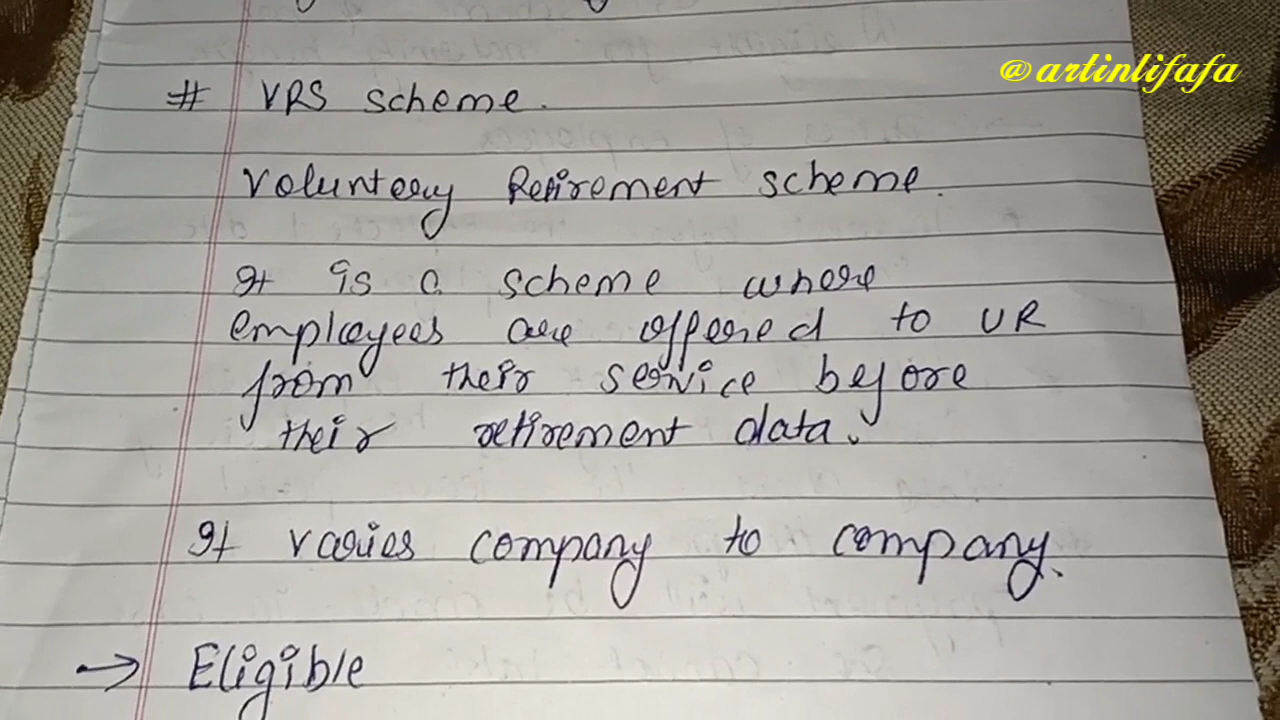 @artinlifafa
# VRS scheme.
Voluntery Retirement scheme.
It is a scheme where
employees are offered to VR
from their service before
their retirement data.
It varies company to company.
→ Eligible